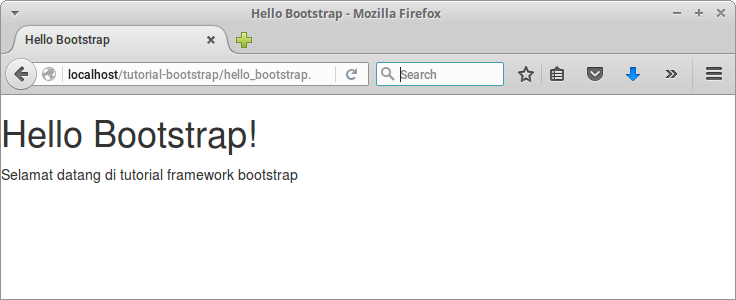 Hello Bootstrap - Mozilla Firefox
Hello Bootstrap
localhost/tutorial-bootstrap/hello_bootstrap.
Search
Hello Bootstrap!
Selamat datang di tutorial framework bootstrap